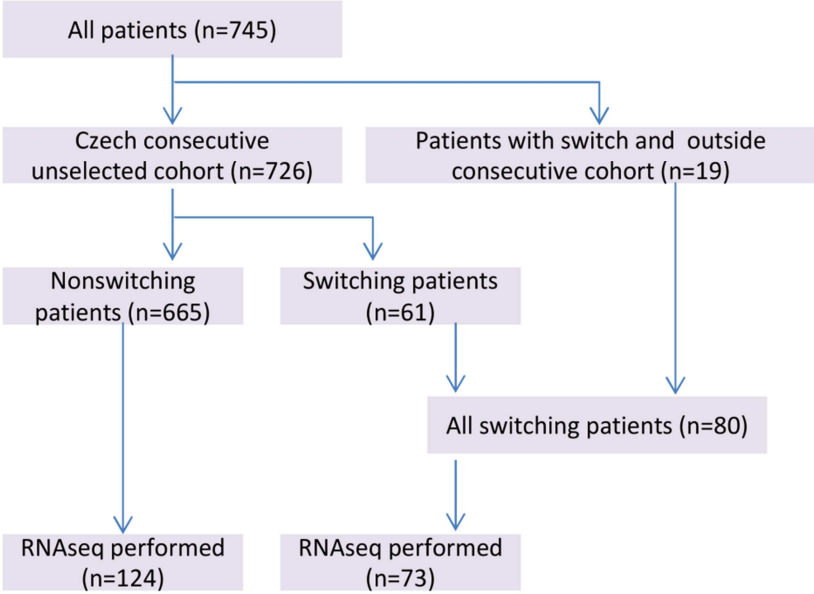 All patients (n=745)
Czech consecutive
unselected cohort (n=726)
Patients with switch and outside
consecutive cohort (n=19)
Nonswitching
patients (n=665)
Switching patients
(n=61)
All switching patients (n=80)
RNAseq performed
(n=124)
RNAseq performed
(n=73)